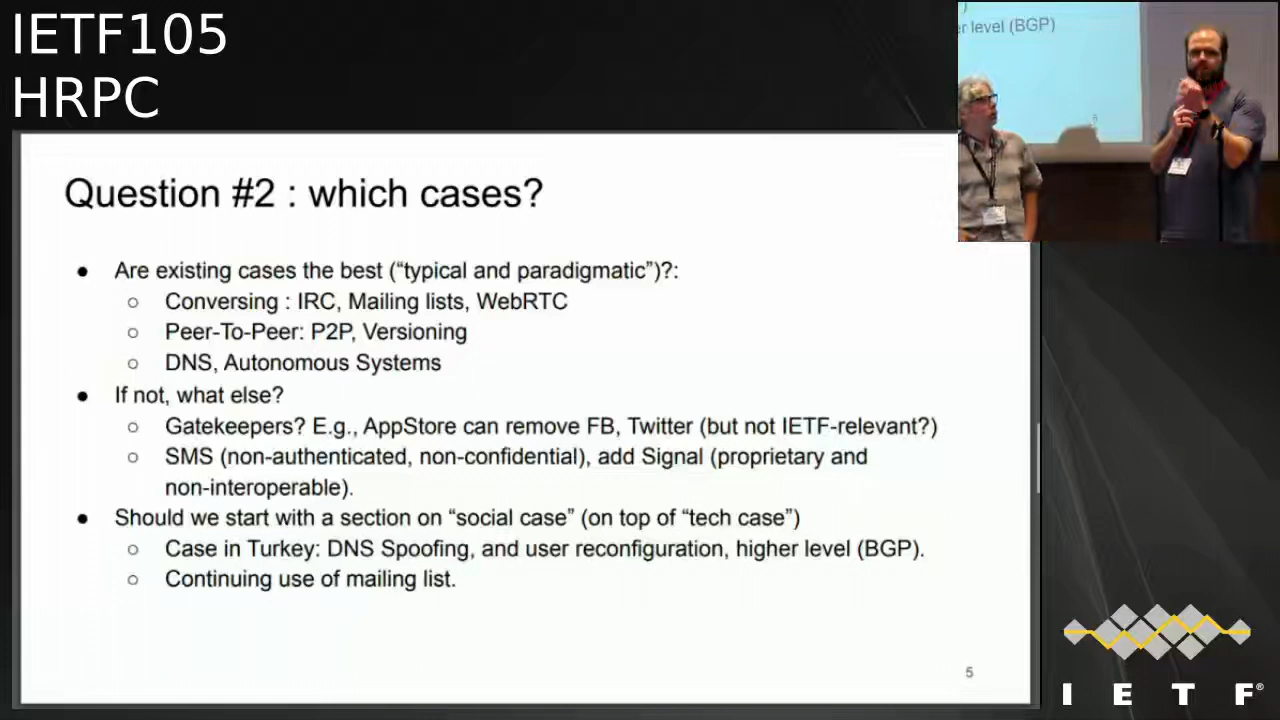 IETF105
HRPC
er level (BGP)
Question #2 : which cases?
● Are existing cases the best (“typical and paradigmatic”)?:
○ Conversing : IRC, Mailing lists, WebRTC
○ Peer-To-Peer: P2P, Versioning
○ DNS, Autonomous Systems
● If not, what else?
○ Gatekeepers? E.g., AppStore can remove FB, Twitter (but not IETF-relevant?)
○ SMS (non-authenticated, non-confidential), add Signal (proprietary and
non-interoperable).
● Should we start with a section on “social case” (on top of “tech case”)
○ Case in Turkey: DNS Spoofing, and user reconfiguration, higher level (BGP).
○ Continuing use of mailing list.
5
I E T F®